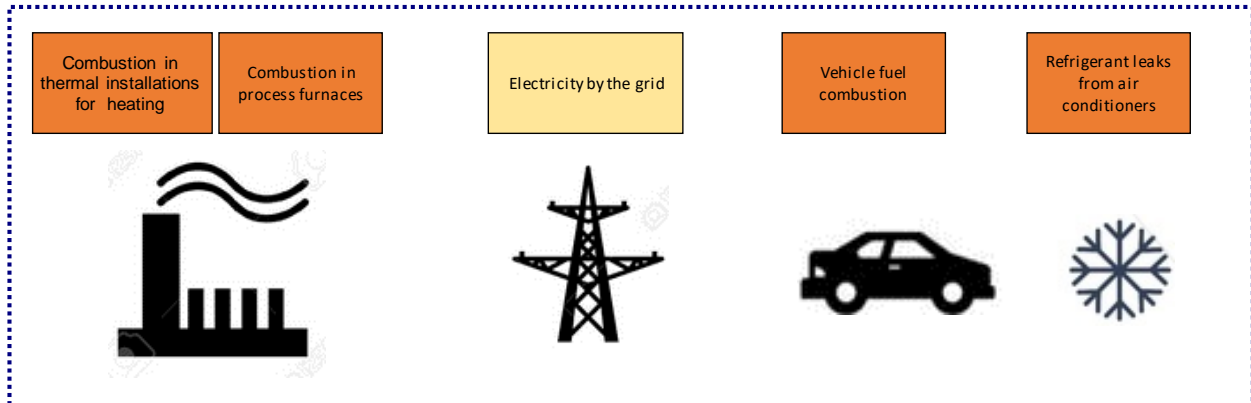 Combustion in
thermal installations
for heating
Combustion in
process furnaces
Electricity by the grid
Vehicle fuel
combustion
Refrigerant leaks
from air
conditioners